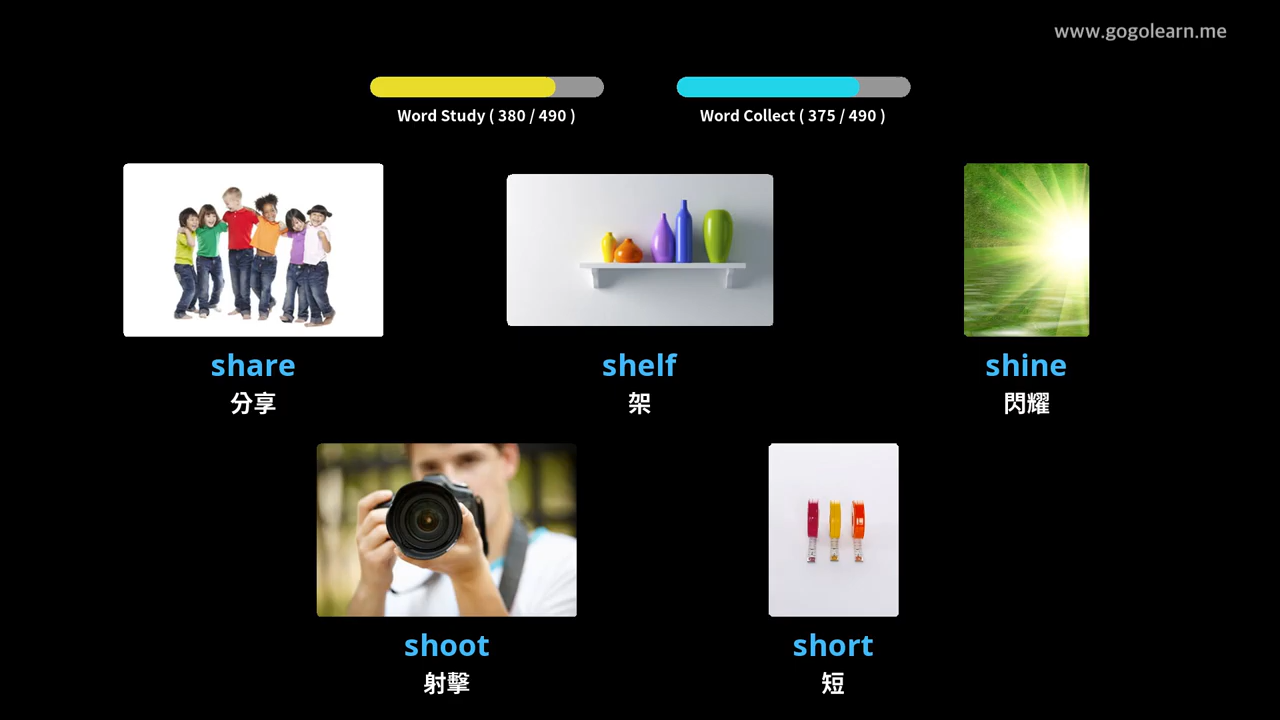 www.gogolearn.me
Word Study ( 380 / 490 )
Word Collect ( 375 / 490 )
share
分享
shelf
架
shine
閃耀
shoot
射擊
short
短